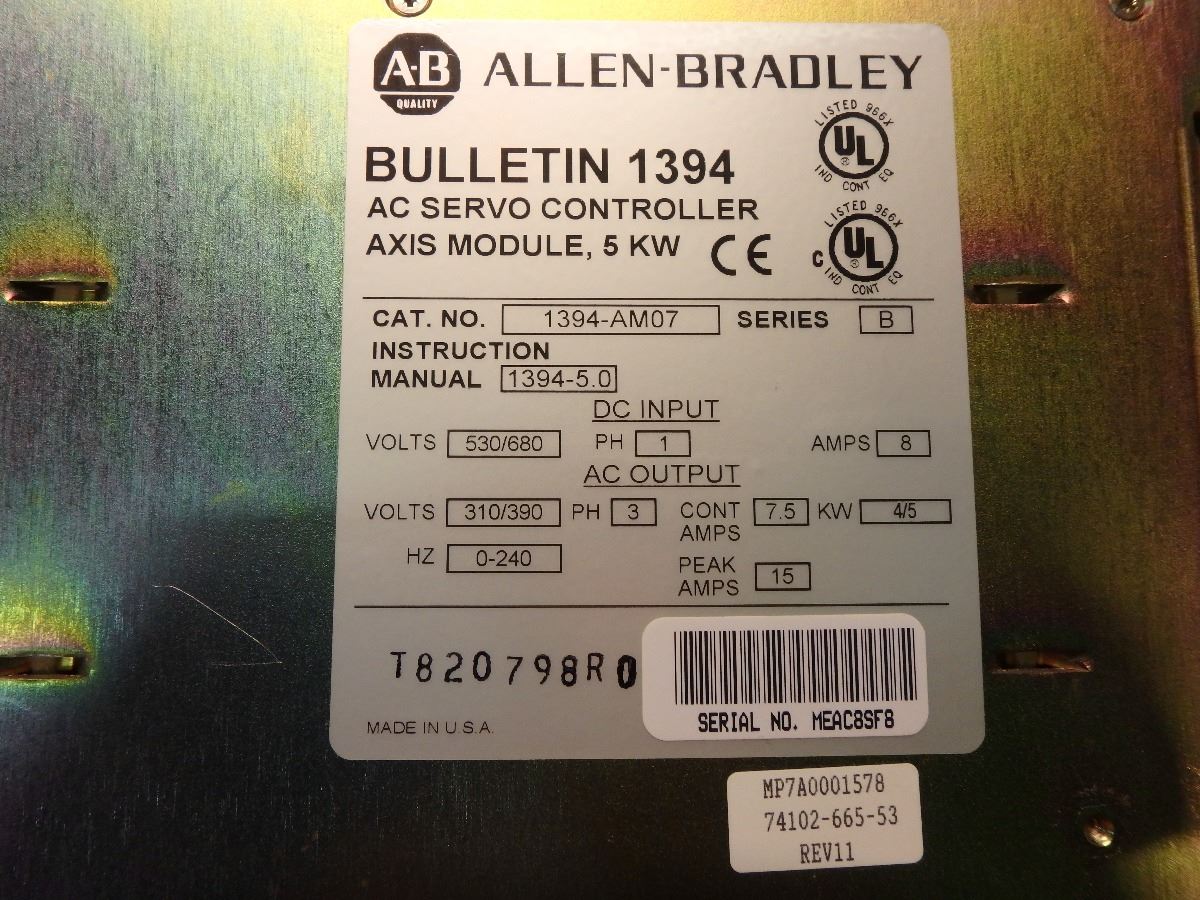 A-B
QUALITY
ALLEN-BRADLEY
LISTED 966X
UL
®
IND CONT EQ
BULLETIN 1394
AC SERVO CONTROLLER
AXIS MODULE, 5 KW
CE
LISTED 966X
C UL
®
IND CONT EQ
CAT. NO. 1394-AM07 SERIES B
INSTRUCTION
MANUAL 1394-5.0
DC INPUT
VOLTS 530/680 PH 1 AMPS 8
AC OUTPUT
VOLTS 310/390 PH 3 CONT AMPS 7.5 KW 4/5
HZ 0-240 PEAK AMPS 15
T820798R0
SERIAL NO. MEAC8SF8
MADE IN U.S.A.
MP7A0001578
74102-665-53
REV11